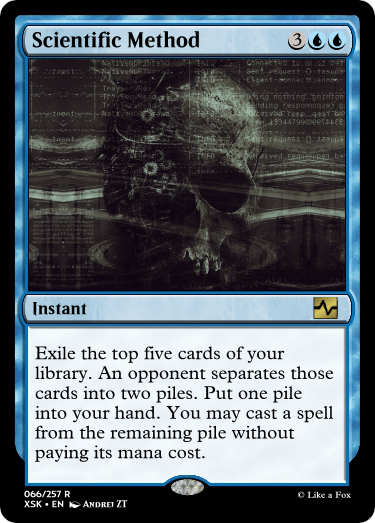 Scientific Method 3
Instant
Exile the top five cards of your
library. An opponent separates those
cards into two piles. Put one pile
into your hand. You may cast a spell
from the remaining pile without
paying its mana cost.
066/257 R
XSK • EN Andrej ZT
© Like a Fox